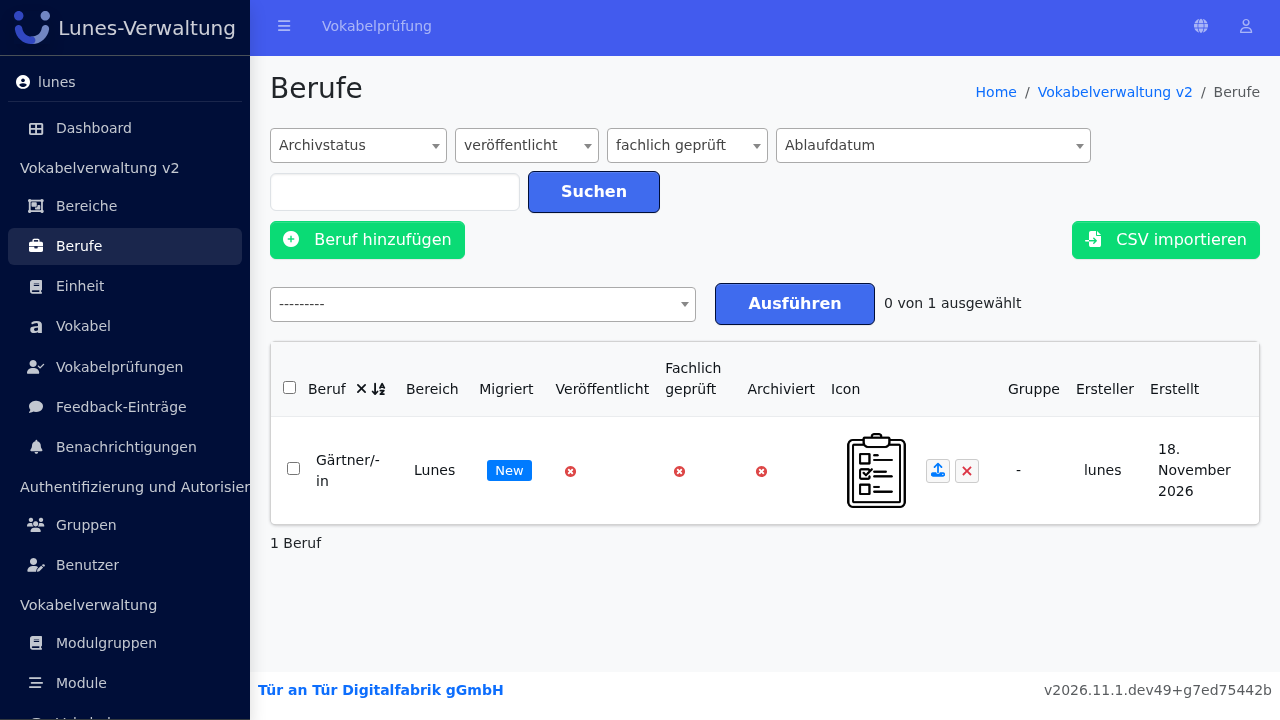 Lunes-Verwaltung
Vokabelprüfung
lunes
Dashboard
Vokabelverwaltung v2
Bereiche
Berufe
Einheit
Vokabel
Vokabelprüfungen
Feedback-Einträge
Benachrichtigungen
Authentifizierung und Autorisier
Gruppen
Benutzer
Vokabelverwaltung
Modulgruppen
Module
Berufe
Home / Vokabelverwaltung v2 / Berufe
Archivstatus veröffentlicht fachlich geprüft Ablaufdatum
Suchen
Beruf hinzufügen CSV importieren
--------- Ausführen 0 von 1 ausgewählt
Beruf Bereich Migriert Veröffentlicht Fachlich geprüft Archiviert Icon Gruppe Ersteller Erstellt
Gärtner/-in Lunes New - lunes 18. November 2026
1 Beruf
Tür an Tür Digitalfabrik gGmbH v2026.11.1.dev49+g7ed75442b